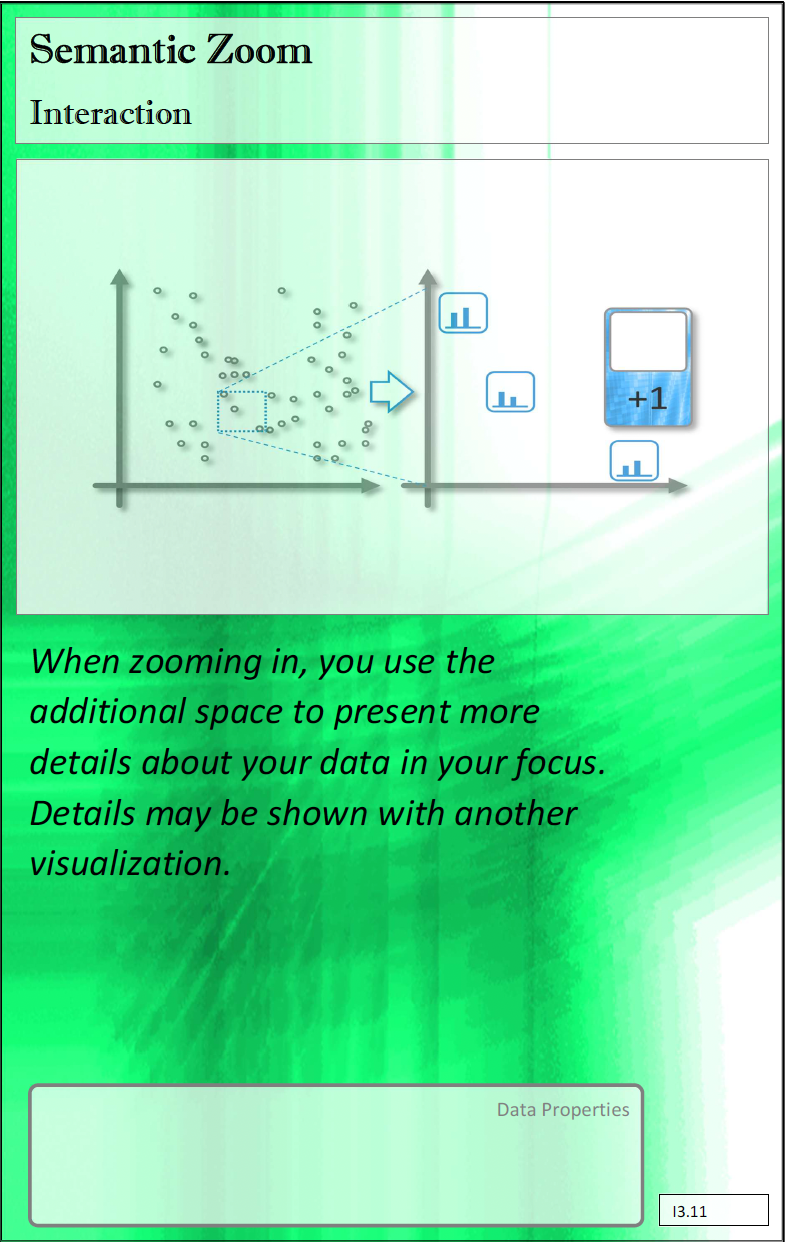 Semantic Zoom
Interaction
+1
When zooming in, you use the
additional space to present more
details about your data in your focus.
Details may be shown with another
visualization.
Data Properties
I3.11